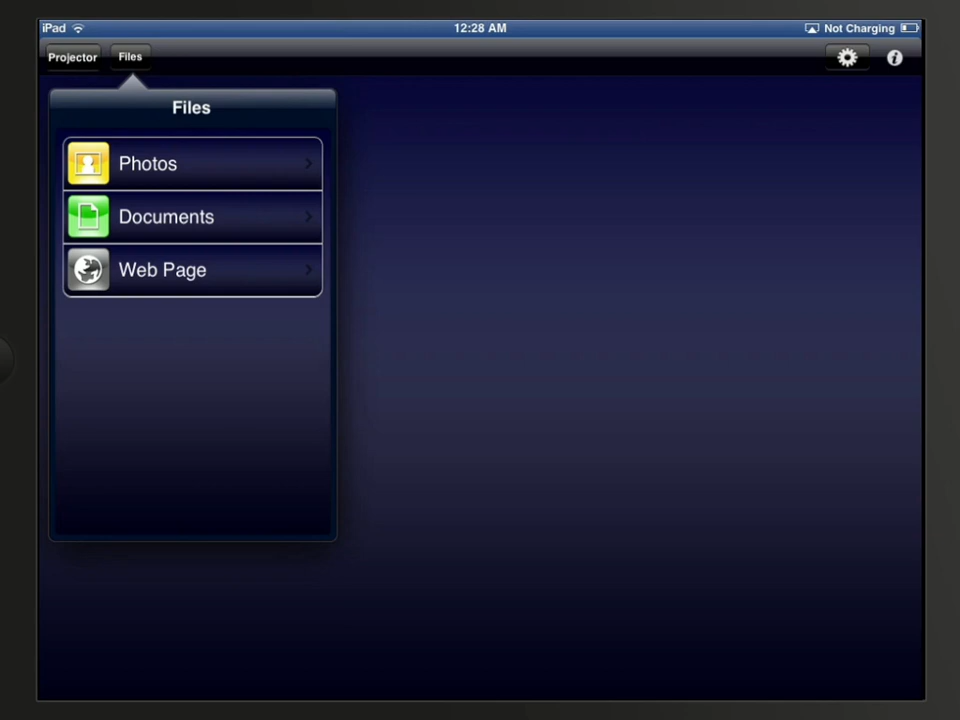 iPad 12:28 AM Not Charging
Projector Files
Files
Photos
Documents
Web Page